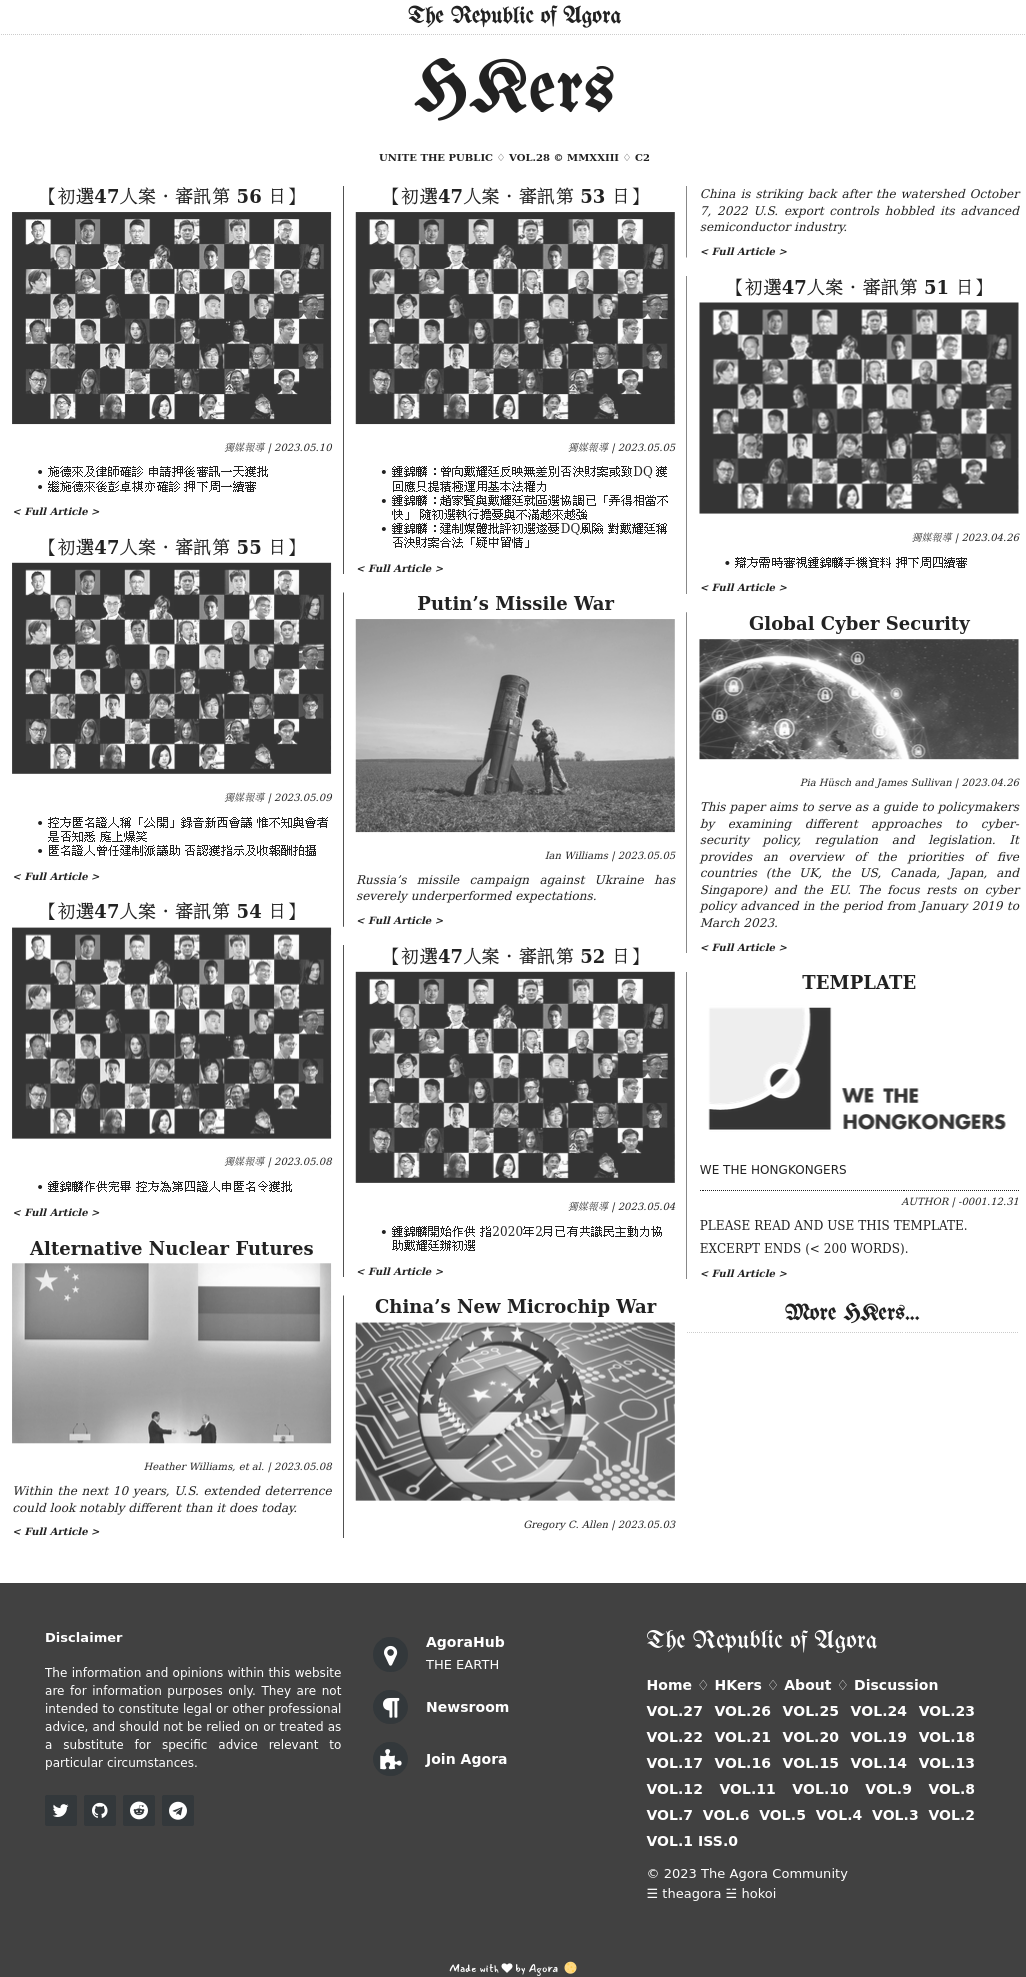 The Republic of Agora
HKers
UNITE THE PUBLIC ♢ VOL.28 © MMXXIII ♢ C2
【初選47人案・審訊第 56 日】
獨媒報導 | 2023.05.10
• 施德來及律師確診 申請押後審訊一天獲批
• 繼施德來後彭卓棋亦確診 押下周一續審
< Full Article >
【初選47人案・審訊第 55 日】
獨媒報導 | 2023.05.09
• 控方匿名證人稱「公開」錄音新西會議 惟不知與會者
是否知悉 庭上爆笑
• 匿名證人曾任建制派議助 否認獲指示及收報酬拍攝
< Full Article >
【初選47人案・審訊第 54 日】
獨媒報導 | 2023.05.08
• 鍾錦麟作供完畢 控方為第四證人申匿名令獲批
< Full Article >
Alternative Nuclear Futures
Heather Williams, et al. | 2023.05.08
Within the next 10 years, U.S. extended deterrence
could look notably different than it does today.
< Full Article >
【初選47人案・審訊第 53 日】
獨媒報導 | 2023.05.05
• 鍾錦麟：曾向戴耀廷反映無差別否決財案或致DQ 獲
回應只提積極運用基本法權力
• 鍾錦麟：趙家賢與戴耀廷就區選協調已「弄得相當不
快」 隨初選執行擔憂與不滿越來越強
• 鍾錦麟：建制媒體批評初選遂憂DQ風險 對戴耀廷稱
否決財案合法「疑中留情」
< Full Article >
Putin’s Missile War
Ian Williams | 2023.05.05
Russia’s missile campaign against Ukraine has
severely underperformed expectations.
< Full Article >
【初選47人案・審訊第 52 日】
獨媒報導 | 2023.05.04
• 鍾錦麟開始作供 指2020年2月已有共識民主動力協
助戴耀廷辦初選
< Full Article >
China’s New Microchip War
Gregory C. Allen | 2023.05.03
China is striking back after the watershed October
7, 2022 U.S. export controls hobbled its advanced
semiconductor industry.
< Full Article >
【初選47人案・審訊第 51 日】
獨媒報導 | 2023.04.26
• 辯方需時審視鍾錦麟手機資料 押下周四續審
< Full Article >
Global Cyber Security
Pia Hüsch and James Sullivan | 2023.04.26
This paper aims to serve as a guide to policymakers
by examining different approaches to cyber-
security policy, regulation and legislation. It
provides an overview of the priorities of five
countries (the UK, the US, Canada, Japan, and
Singapore) and the EU. The focus rests on cyber
policy advanced in the period from January 2019 to
March 2023.
< Full Article >
TEMPLATE
WE THE
HONGKONGERS
WE THE HONGKONGERS
AUTHOR | -0001.12.31
PLEASE READ AND USE THIS TEMPLATE.
EXCERPT ENDS (< 200 WORDS).
< Full Article >
More HKers...
Disclaimer
The information and opinions within this website
are for information purposes only. They are not
intended to constitute legal or other professional
advice, and should not be relied on or treated as
a substitute for specific advice relevant to
particular circumstances.
AgoraHub
THE EARTH
Newsroom
Join Agora
The Republic of Agora
Home ♢ HKers ♢ About ♢ Discussion
VOL.27 VOL.26 VOL.25 VOL.24 VOL.23
VOL.22 VOL.21 VOL.20 VOL.19 VOL.18
VOL.17 VOL.16 VOL.15 VOL.14 VOL.13
VOL.12 VOL.11 VOL.10 VOL.9 VOL.8
VOL.7 VOL.6 VOL.5 VOL.4 VOL.3 VOL.2
VOL.1 ISS.0
© 2023 The Agora Community
☰ theagora ☱ hokoi
Made with ♥ by Agora